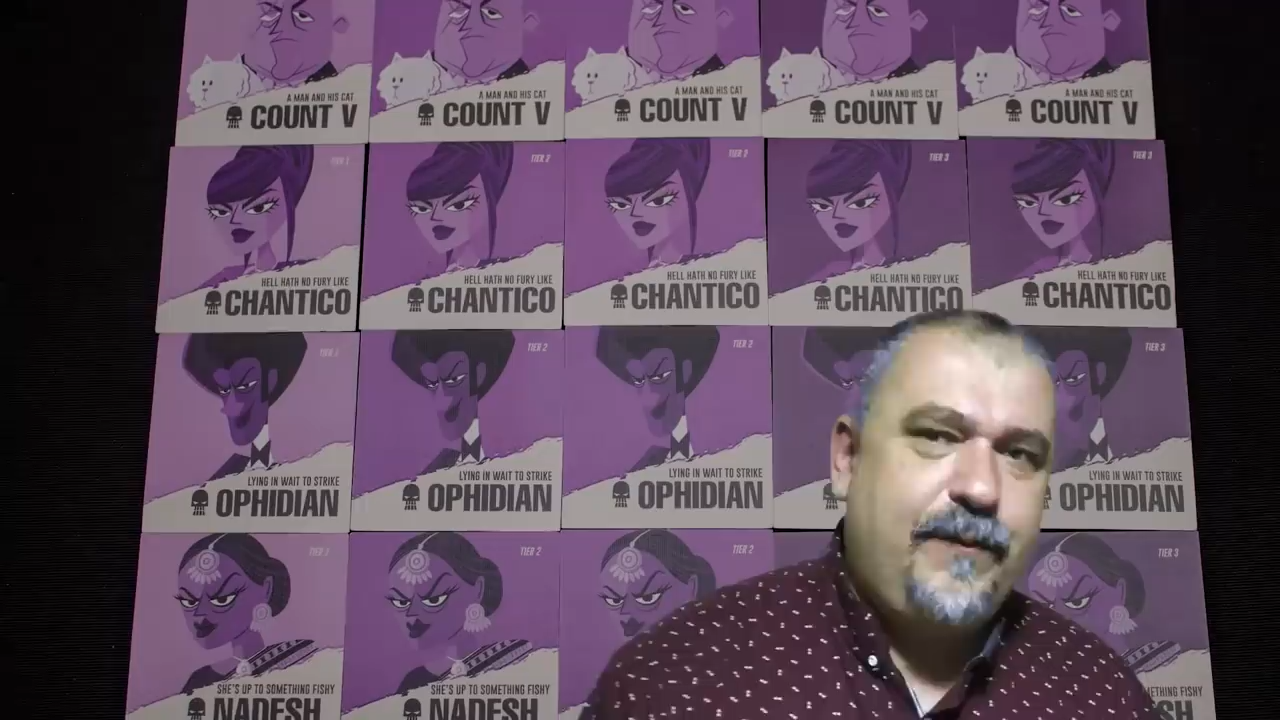 A MAN AND HIS CAT
COUNT V
A MAN AND HIS CAT
COUNT V
A MAN AND HIS CAT
COUNT V
A MAN AND HIS CAT
COUNT V
A MAN AND HIS CAT
COUNT V
TIER 1
HELL HATH NO FURY LIKE
CHANTICO
TIER 2
HELL HATH NO FURY LIKE
CHANTICO
TIER 2
HELL HATH NO FURY LIKE
CHANTICO
TIER 3
HELL HATH NO FURY LIKE
CHANTICO
TIER 3
HELL HATH NO FURY LIKE
CHANTICO
TIER 1
LYING IN WAIT TO STRIKE
OPHIDIAN
TIER 2
LYING IN WAIT TO STRIKE
OPHIDIAN
TIER 2
LYING IN WAIT TO STRIKE
OPHIDIAN
TIER 3
LYING IN WAIT TO STRIKE
OPHIDIAN
TIER 1
SHE'S UP TO SOMETHING FISHY
NADESH
TIER 2
SHE'S UP TO SOMETHING FISHY
NADESH
TIER 2
TIER
TIER 3
FISHY